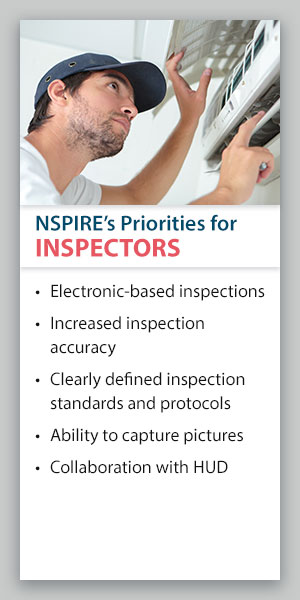 NSPIRE's Priorities for
INSPECTORS
• Electronic-based inspections
• Increased inspection
accuracy
• Clearly defined inspection
standards and protocols
• Ability to capture pictures
• Collaboration with HUD